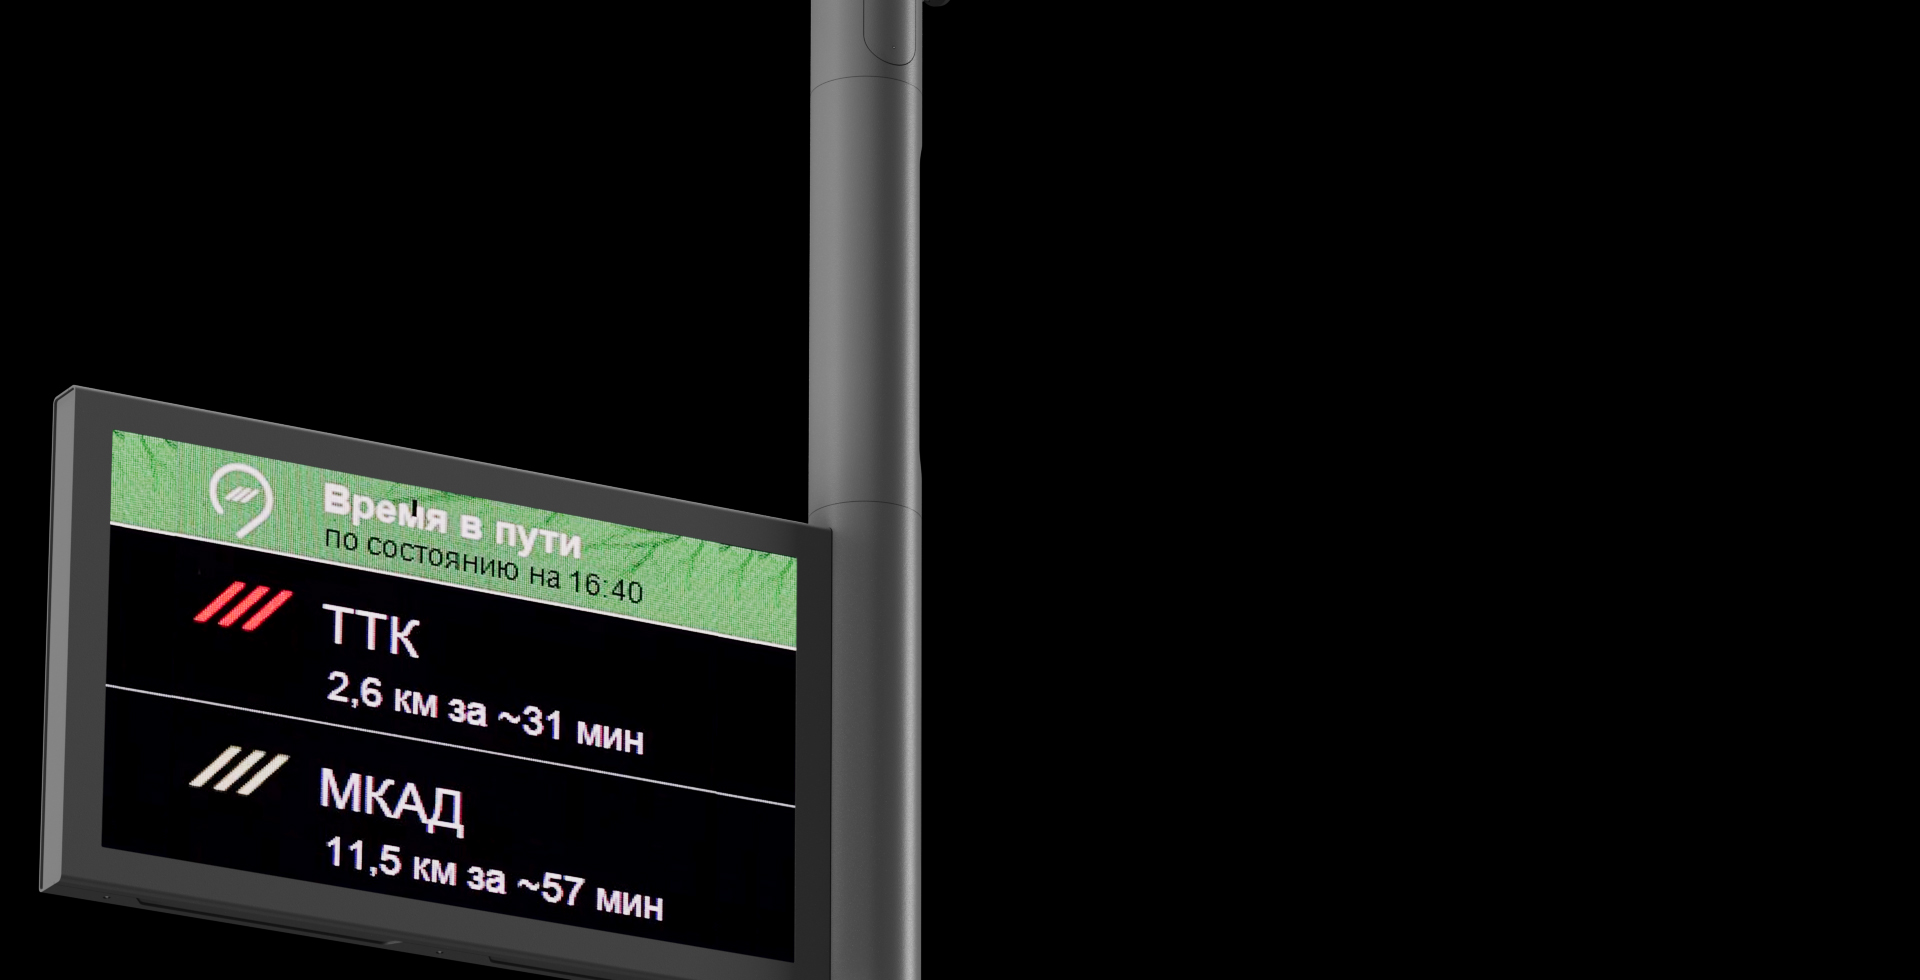 Время в пути
по состоянию на 16:40
ТТК
2,6 км за ~31 мин
МКАД
11,5 км за ~57 мин